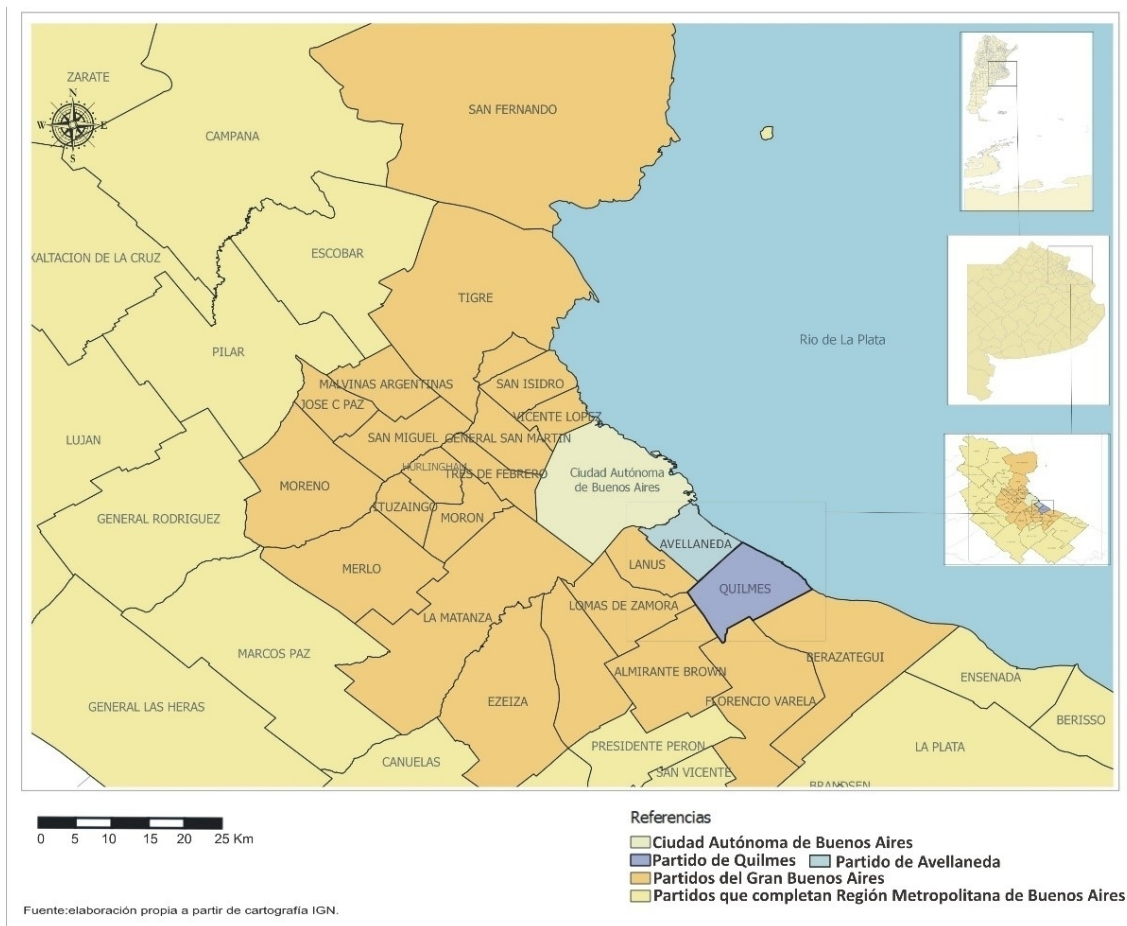 ZARATE
N
W E
S
CAMPANA
SAN FERNANDO
XALTACION DE LA CRUZ
ESCOBAR
TIGRE
Rio de La Plata
PILAR
MALVINAS ARGENTINAS
SAN ISIDRO
JOSE C PAZ
VICENTE LOPEZ
LUJAN
SAN MIGUEL
GENERAL SAN MARTIN
HURLINGHAN
TRES DE FEBRERO
Ciudad Autónoma
de Buenos Aires
MORENO
ITUZAINGO
MORON
GENERAL RODRIGUEZ
AVELLANEDA
LANUS
MERLO
QUILMES
LOMAS DE ZAMORA
LA MATANZA
MARCOS PAZ
BERAZATEGUI
ALMIRANTE BROWN
ENSENADA
EZEIZA
FLORENCIO VARELA
GENERAL LAS HERAS
BERISSO
PRESIDENTE PERON
LA PLATA
CANUELAS
SAN VICENTE
BRANDSEN
0 5 10 15 20 25 Km
Referencias
Ciudad Autónoma de Buenos Aires
Partido de Quilmes Partido de Avellaneda
Partidos del Gran Buenos Aires
Partidos que completan Región Metropolitana de Buenos Aires
Fuente:elaboración propia a partir de cartografía IGN.